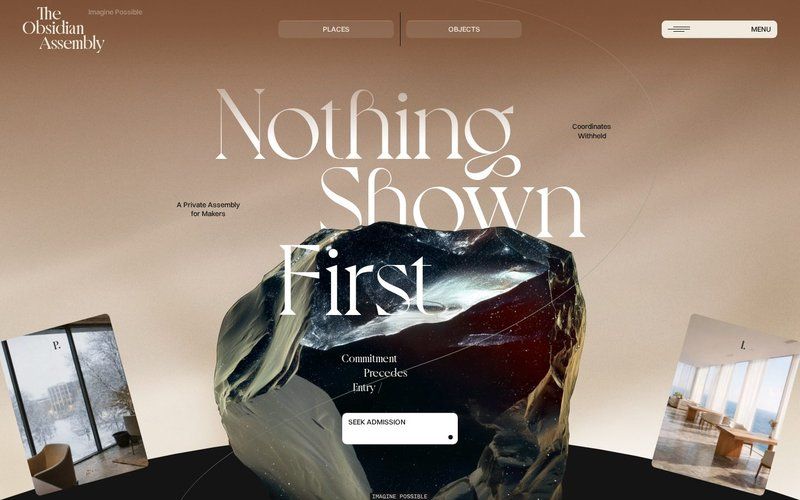 The
Obsidian
Assembly
Imagine Possible
PLACES
OBJECTS
MENU
Nothing
Shown
First
Coordinates
Withheld
A Private Assembly
for Makers
P.
I.
Commitment
Precedes
Entry
SEEK ADMISSION
IMAGINE POSSIBLE